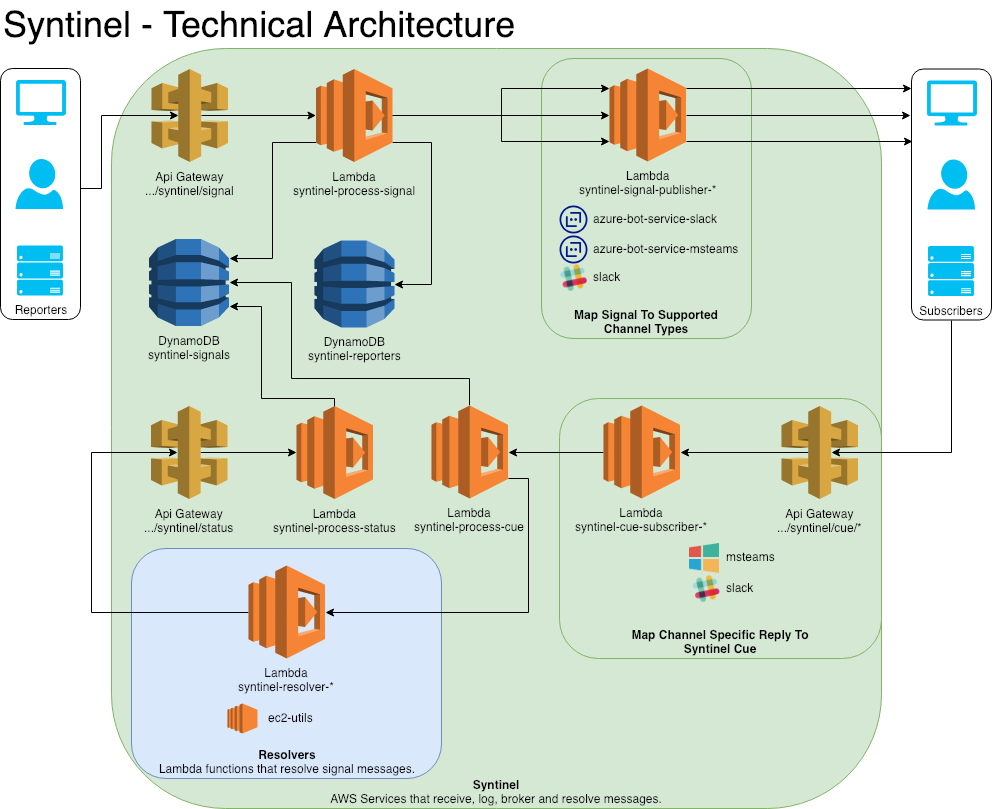 Syntinel - Technical Architecture
Reporters
Api Gateway
.../syntinel/signal
Lambda
syntinel-process-signal
Lambda
syntinel-signal-publisher-*
azure-bot-service-slack
azure-bot-service-msteams
slack
Map Signal To Supported
Channel Types
Subscribers
DynamoDB
syntinel-signals
DynamoDB
syntinel-reporters
Api Gateway
.../syntinel/status
Lambda
syntinel-process-status
Lambda
syntinel-process-cue
Lambda
syntinel-cue-subscriber-*
Api Gateway
.../syntinel/cue/*
msteams
slack
Map Channel Specific Reply To
Syntinel Cue
Lambda
syntinel-resolver-*
ec2-utils
Resolvers
Lambda functions that resolve signal messages.
Syntinel
AWS Services that receive, log, broker and resolve messages.